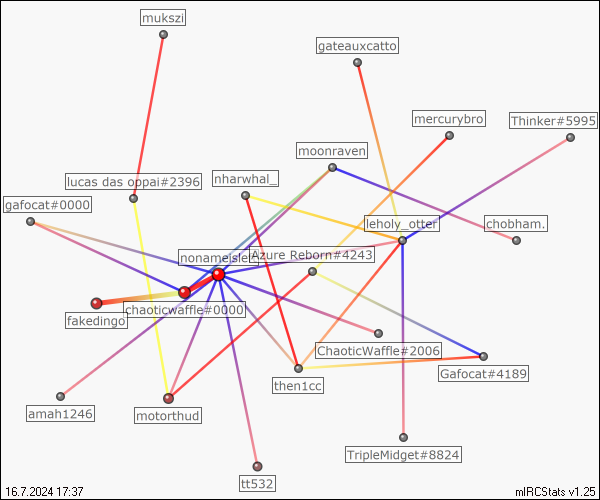 mukszi
gateauxcatto
mercurybro
Thinker#5995
moonraven
nharwhal_
lucas das oppai#2396
gafocat#0000
leholy_otter
chobham.
Azure Reborn#4243
chaoticwaffle#0000
fakedingo
ChaoticWaffle#2006
Gafocat#4189
then1cc
amah1246
motorthud
TripleMidget#8824
tt532
16.7.2024 17:37
mIRCStats v1.25